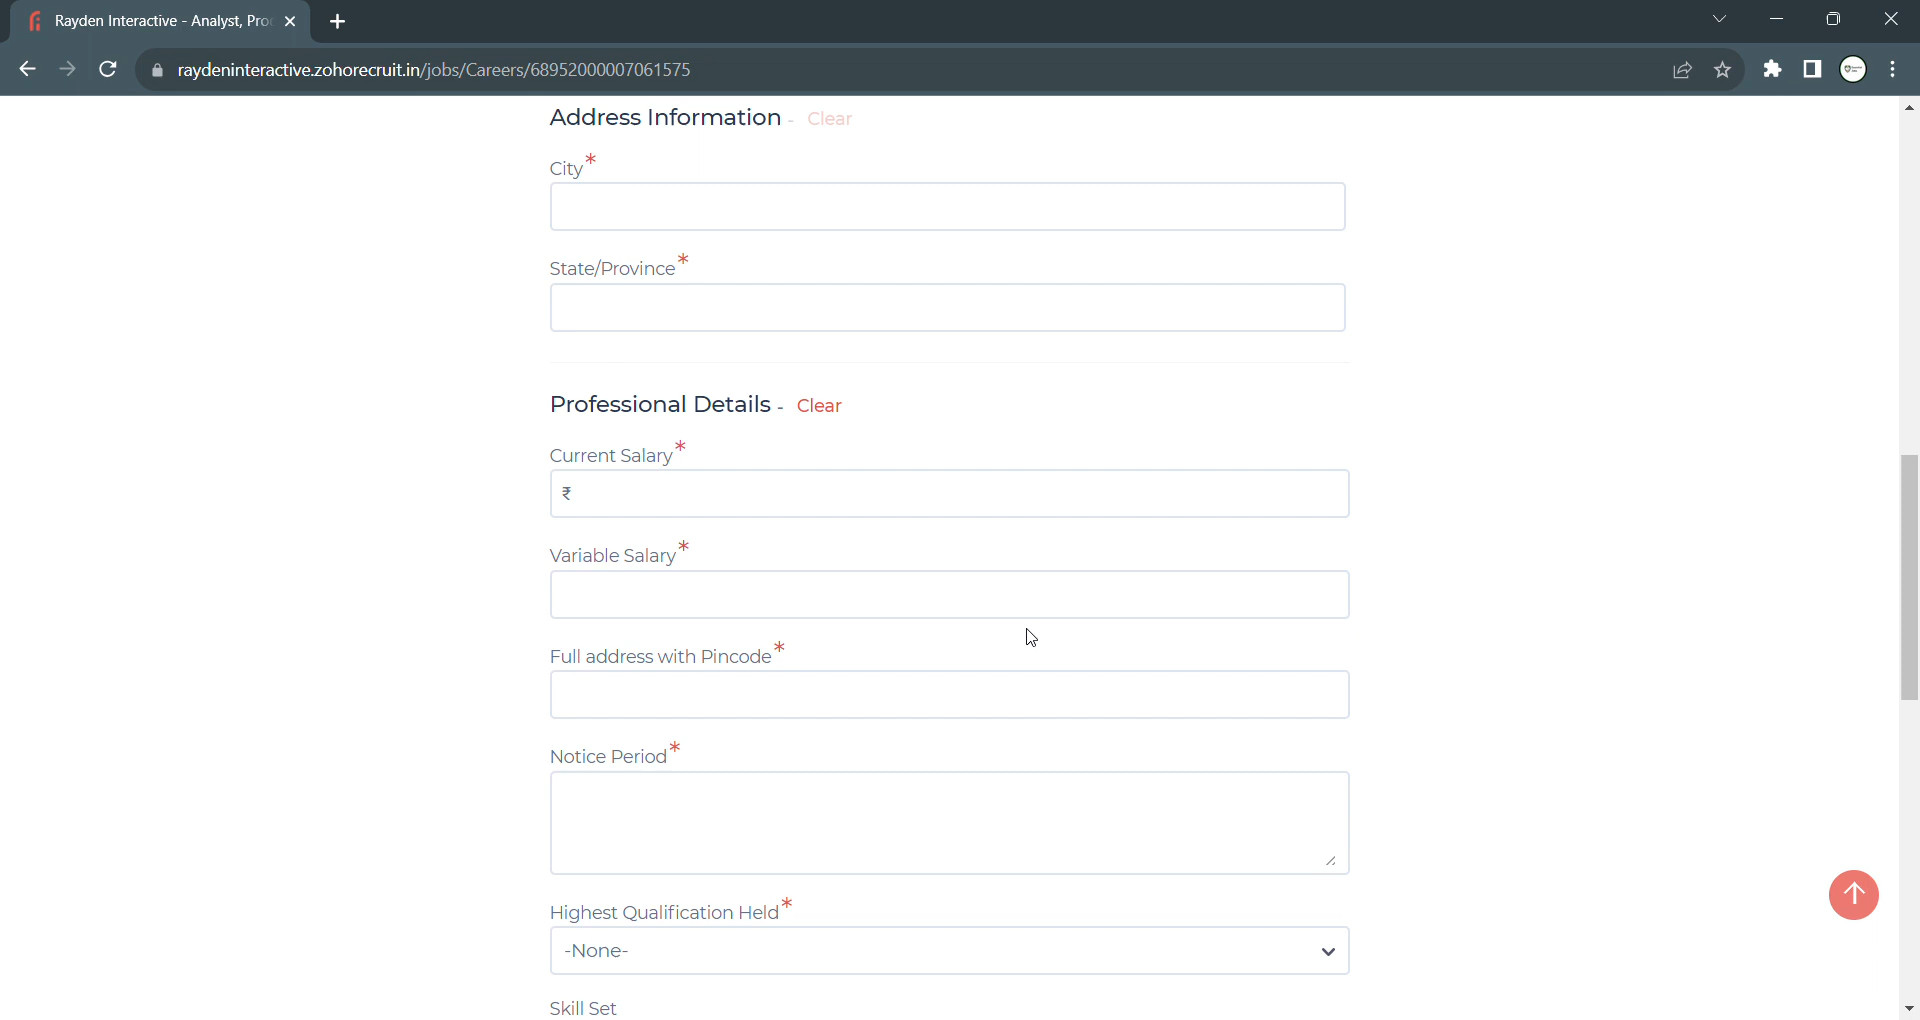 Rayden Interactive - Analyst, Pro
raydeninteractive.zohorecruit.in/jobs/Careers/68952000007061575
Address Information - Clear
City*
State/Province*
Professional Details - Clear
Current Salary*
₹
Variable Salary*
Full address with Pincode*
Notice Period*
Highest Qualification Held*
-None-
Skill Set